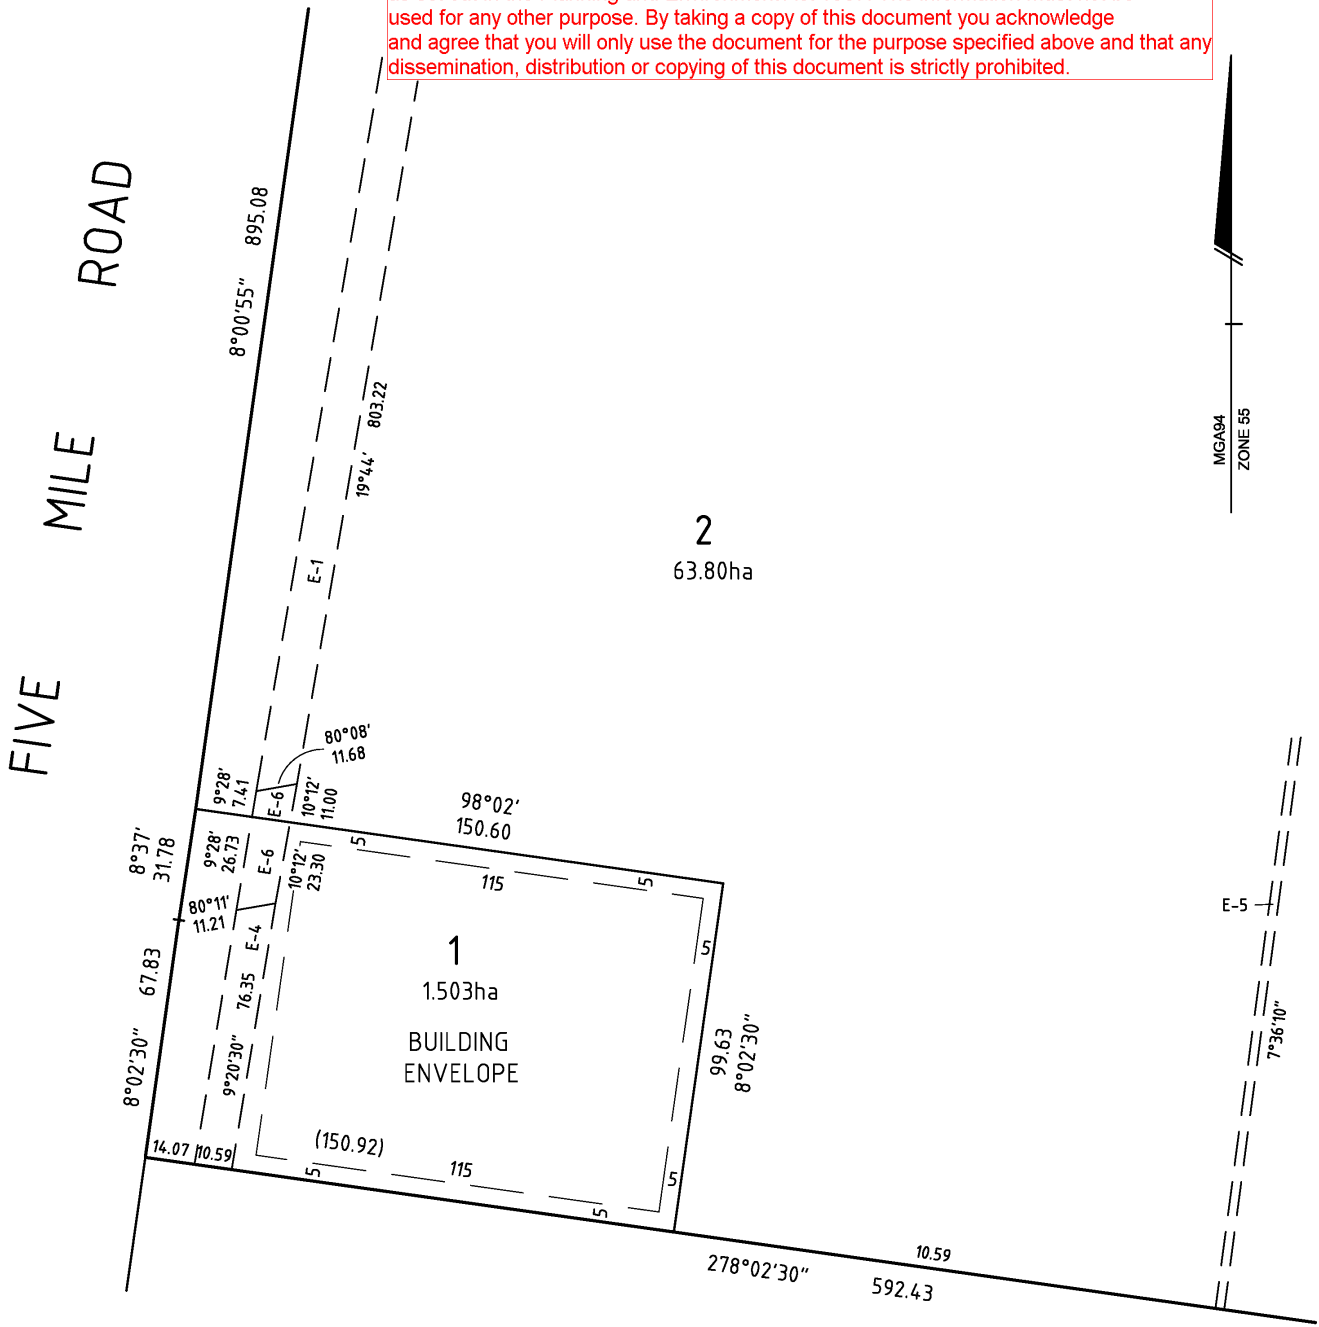 used for any other purpose. By taking a copy of this document you acknowledge
and agree that you will only use the document for the purpose specified above and that any
dissemination, distribution or copying of this document is strictly prohibited.
FIVE MILE ROAD
8°00'55" 895.08
19°44' 803.22
E-1
MGA94
ZONE 55
2
63.80ha
80°08'
11.68
9°28'
7.41
E-6
10°12'
11.00
98°02'
150.60
8°37'
31.78
9°28'
26.73
E-6
10°12'
23.30
5
115
5
80°11'
11.21
E-4
1
1.503ha
BUILDING
ENVELOPE
5
E-5
8°02'30" 67.83
9°20'30" 76.35
99.63
8°02'30"
7°36'10"
14.07
10.59
(150.92)
5
115
5
5
10.59
278°02'30" 592.43